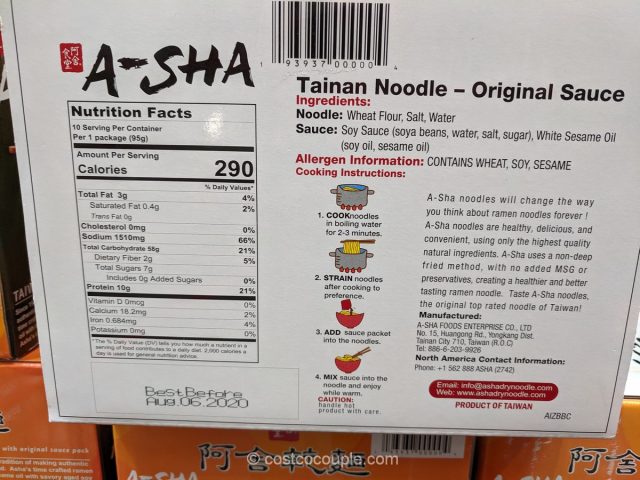 阿舍食堂
A-SHA
93937 00000 4
Tainan Noodle – Original Sauce
Ingredients:
Noodle: Wheat Flour, Salt, Water
Sauce: Soy Sauce (soya beans, water, salt, sugar), White Sesame Oil
(soy oil, sesame oil)
Allergen Information: CONTAINS WHEAT, SOY, SESAME
Cooking Instructions:
1. COOKnoodles
in boiling water
for 2-3 minutes.
2. STRAIN noodles
after cooking to
preference.
3. ADD sauce packet
into the noodles.
4. MIX sauce into the
noodle and enjoy
while warm.
CAUTION:
handle hot
product with care.
A-Sha noodles will change the way
you think about ramen noodles forever !
A-Sha noodles are healthy, delicious, and
convenient, using only the highest quality
natural ingredients. A-Sha uses a non-deep
fried method, with no added MSG or
preservatives, creating a healthier and better
tasting ramen noodle. Taste A-Sha noodles,
the original top rated noodle of Taiwan!
Manufactured:
A-SHA FOODS ENTERPRISE CO., LTD
No. 15, Huangong Rd., Yongkang Dist.
Tainan City 710, Taiwan (R.O.C)
Tel: 886-6-203-9926
North America Contact Information:
Phone: +1 562 888 ASHA (2742)
Email: info@ashadrynoodle.com
Web: www.ashadrynoodle.com
PRODUCT OF TAIWAN
AIZBBC
Nutrition Facts
10 Serving Per Container
Per 1 package (95g)
Amount Per Serving
Calories 290
% Daily Values*
Total Fat 3g 4%
Saturated Fat 0.4g 2%
Trans Fat 0g
Cholesterol 0mg 0%
Sodium 1510mg 66%
Total Carbohydrate 58g 21%
Dietary Fiber 2g 5%
Total Sugars 7g
Includes 0g Added Sugars 0%
Protein 10g 21%
Vitamin D 0mcg 0%
Calcium 18.2mg 2%
Iron 0.684mg 4%
Potassium 0mg 0%
*The % Daily Value (DV) tells you how much a nutrient in a
serving of food contributes to a daily diet. 2,000 calories a
day is used for general nutrition advice.
Best Before
Aug.06.2020
with original sauce pack
A-SHA
阿舍乾麵
© costcocouple.com